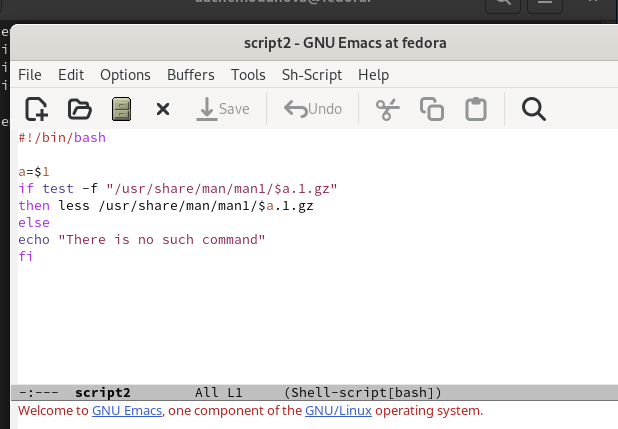 script2 - GNU Emacs at fedora
File Edit Options Buffers Tools Sh-Script Help
Save Undo
#!/bin/bash
a=$1
if test -f "/usr/share/man/man1/$a.1.gz"
then less /usr/share/man/man1/$a.1.gz
else
echo "There is no such command"
fi
-:--- script2 All L1 (Shell-script[bash])
Welcome to GNU Emacs, one component of the GNU/Linux operating system.